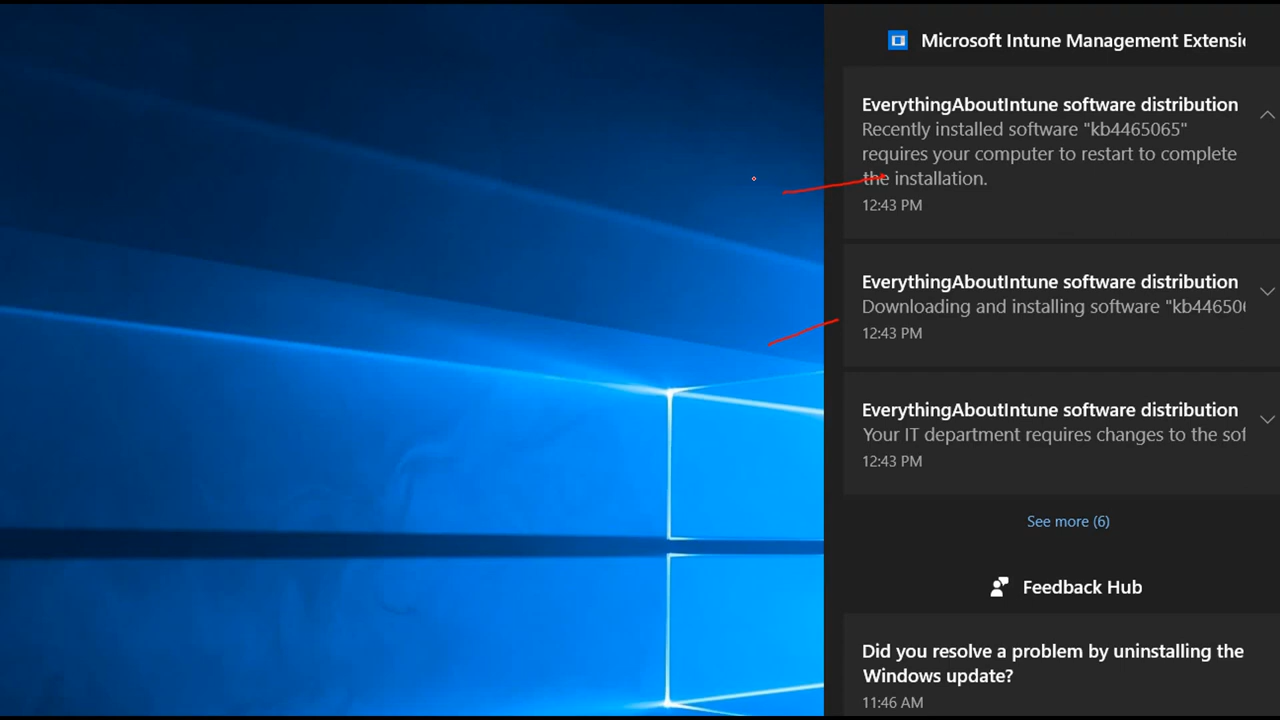 Microsoft Intune Management Extensi
EverythingAboutIntune software distribution
Recently installed software "kb4465065"
requires your computer to restart to complete
the installation.
12:43 PM
EverythingAboutIntune software distribution
Downloading and installing software "kb44650
12:43 PM
EverythingAboutIntune software distribution
Your IT department requires changes to the sof
12:43 PM
See more (6)
Feedback Hub
Did you resolve a problem by uninstalling the
Windows update?
11:46 AM